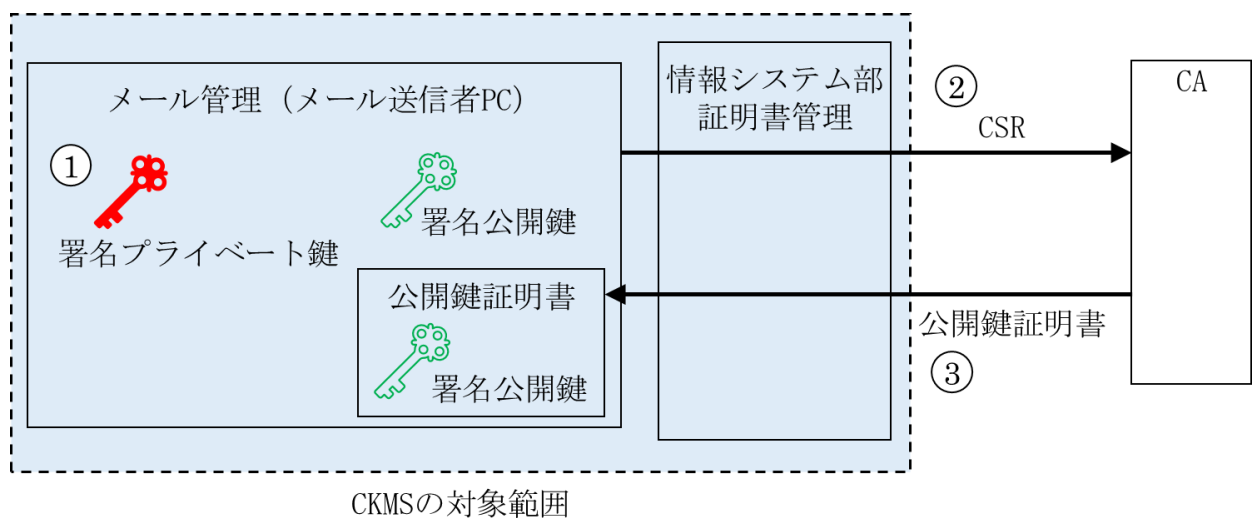 メール管理（メール送信者PC）
①
署名プライベート鍵
署名公開鍵
公開鍵証明書
署名公開鍵
情報システム部
証明書管理
②
CSR
CA
公開鍵証明書
③
CKMSの対象範囲